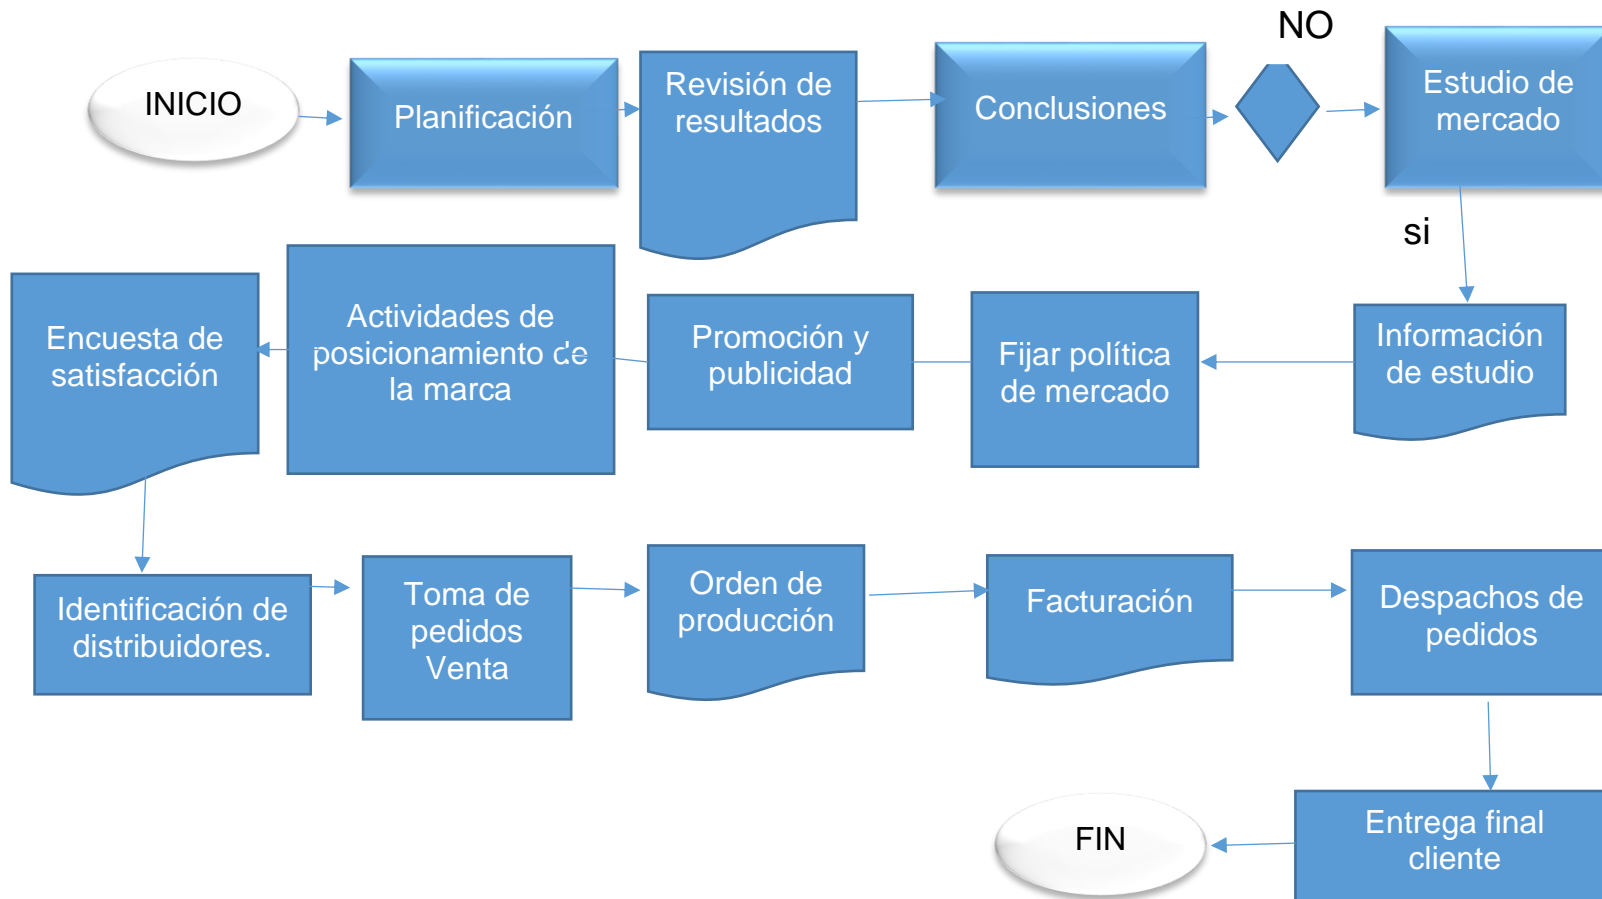 NO
INICIO
Planificación
Revisión de
resultados
Conclusiones
Estudio de
mercado
si
Encuesta de
satisfacción
Actividades de
posicionamiento de
la marca
Promoción y
publicidad
Fijar política
de mercado
Información
de estudio
Identificación de
distribuidores.
Toma de
pedidos
Venta
Orden de
producción
Facturación
Despachos de
pedidos
FIN
Entrega final
cliente